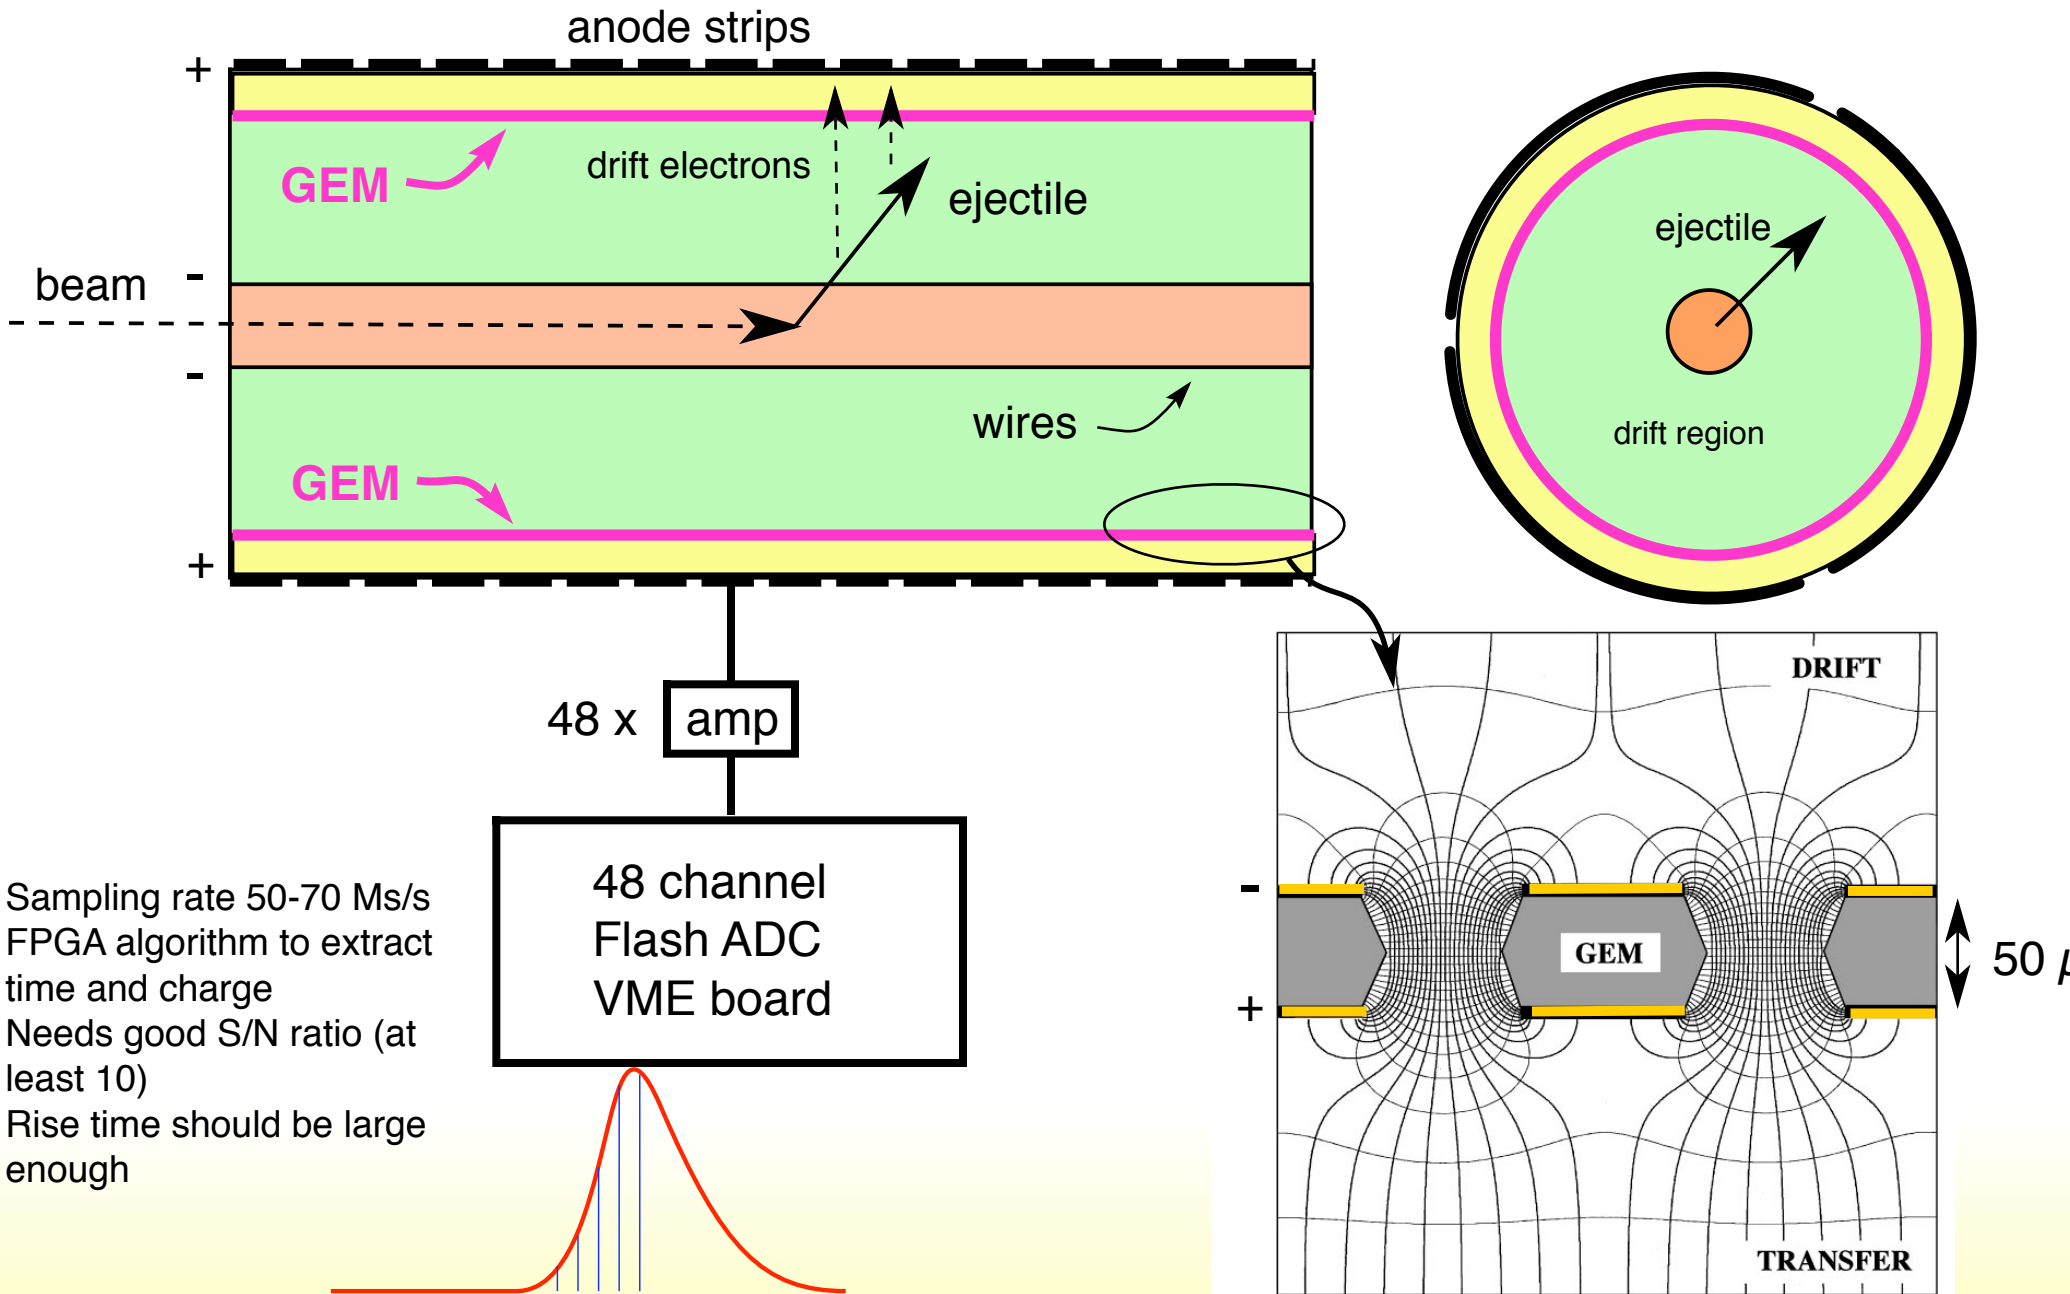 anode strips
+
GEM
drift electrons
ejectile
-
beam
-
wires
GEM
+
ejectile
drift region
48 x
amp
48 channel
Flash ADC
VME board
Sampling rate 50-70 Ms/s
FPGA algorithm to extract
time and charge
Needs good S/N ratio (at
least 10)
Rise time should be large
enough
DRIFT
-
GEM
50 μ
+
TRANSFER